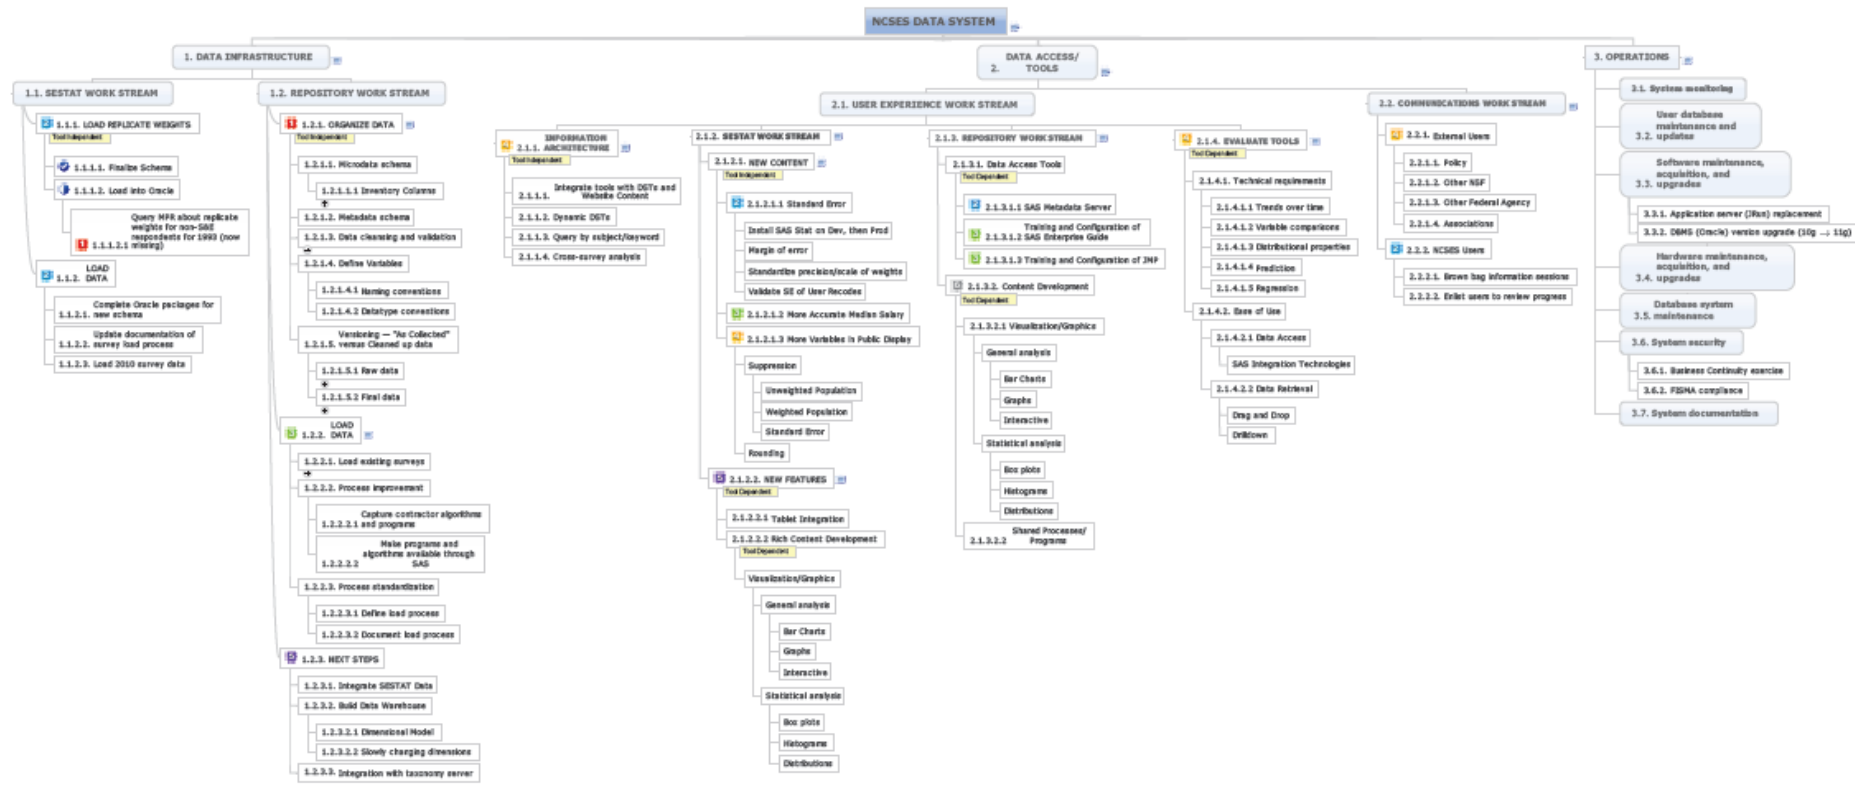 NCSES DATA SYSTEM
1. DATA INFRASTRUCTURE
1.1. SESTAT WORK STREAM
1.1.1. LOAD REPLICATE WEIGHTS
Tool Independent
1.1.1.1. Finalize Schema
1.1.1.2. Load into Oracle
Query MPR about replicate
weights for non-S&E
respondents for 1993 (now
1.1.1.2.1 missing)
LOAD
1.1.2. DATA
Complete Oracle packages for
1.1.2.1. new schema
Update documentation of
1.1.2.2. survey load process
1.1.2.3. Load 2010 survey data
1.2. REPOSITORY WORK STREAM
1.2.1. ORGANIZE DATA
Tool Independent
1.2.1.1. Microdata schema
1.2.1.1.1 Inventory Columns
1.2.1.2. Metadata schema
1.2.1.3. Data cleansing and validation
1.2.1.4. Define Variables
1.2.1.4.1 Naming conventions
1.2.1.4.2 Datatype conventions
Versioning — "As Collected"
1.2.1.5. versus Cleaned up data
1.2.1.5.1 Raw data
1.2.1.5.2 Final data
LOAD
1.2.2. DATA
1.2.2.1. Load existing surveys
1.2.2.2. Process improvement
Capture contractor algorithms
1.2.2.2.1 and programs
Make programs and
algorithms available through
1.2.2.2.2 SAS
1.2.2.3. Process standardization
1.2.2.3.1 Define load process
1.2.2.3.2 Document load process
1.2.3. NEXT STEPS
1.2.3.1. Integrate SESTAT Data
1.2.3.2. Build Data Warehouse
1.2.3.2.1 Dimensional Model
1.2.3.2.2 Slowly changing dimensions
1.2.3.3. Integration with taxonomy server
DATA ACCESS/
2. TOOLS
2.1. USER EXPERIENCE WORK STREAM
INFORMATION
2.1.1. ARCHITECTURE
Tool Independent
Integrate tools with DSTs and
2.1.1.1. Website Content
2.1.1.2. Dynamic DSTs
2.1.1.3. Query by subject/keyword
2.1.1.4. Cross-survey analysis
2.1.2. SESTAT WORK STREAM
2.1.2.1. NEW CONTENT
Tool Independent
2.1.2.1.1 Standard Error
Install SAS Stat on Dev, then Prod
Margin of error
Standardize precision/scale of weights
Validate SE of User Recodes
2.1.2.1.2 More Accurate Median Salary
2.1.2.1.3 More Variables in Public Display
Suppression
Unweighted Population
Weighted Population
Standard Error
Rounding
2.1.2.2. NEW FEATURES
Tool Dependent
2.1.2.2.1 Tablet Integration
2.1.2.2.2 Rich Content Development
Tool Dependent
Visualization/Graphics
General analysis
Bar Charts
Graphs
Interactive
Statistical analysis
Box plots
Histograms
Distributions
2.1.3. REPOSITORY WORK STREAM
2.1.3.1. Data Access Tools
Tool Dependent
2.1.3.1.1 SAS Metadata Server
Training and Configuration of
2.1.3.1.2 SAS Enterprise Guide
2.1.3.1.3 Training and Configuration of JMP
2.1.3.2. Content Development
Tool Dependent
2.1.3.2.1 Visualization/Graphics
General analysis
Bar Charts
Graphs
Interactive
Statistical analysis
Box plots
Histograms
Distributions
Shared Processes/
2.1.3.2.2 Programs
2.1.4. EVALUATE TOOLS
Tool Dependent
2.1.4.1. Technical requirements
2.1.4.1.1 Trends over time
2.1.4.1.2 Variable comparisons
2.1.4.1.3 Distributional properties
2.1.4.1.4 Prediction
2.1.4.1.5 Regression
2.1.4.2. Ease of Use
2.1.4.2.1 Data Access
SAS Integration Technologies
2.1.4.2.2 Data Retrieval
Drag and Drop
Drilldown
2.2. COMMUNICATIONS WORK STREAM
2.2.1. External Users
2.2.1.1. Policy
2.2.1.2. Other NSF
2.2.1.3. Other Federal Agency
2.2.1.4. Associations
2.2.2. NCSES Users
2.2.2.1. Brown bag information sessions
2.2.2.2. Enlist users to review progress
3. OPERATIONS
3.1. System monitoring
User database
maintenance and
3.2. updates
Software maintenance,
acquisition, and
3.3. upgrades
3.3.1. Application server (JRun) replacement
3.3.2. DBMS (Oracle) version upgrade (10g → 11g)
Hardware maintenance,
acquisition, and
3.4. upgrades
Database system
3.5. maintenance
3.6. System security
3.6.1. Business Continuity exercise
3.6.2. FISMA compliance
3.7. System documentation